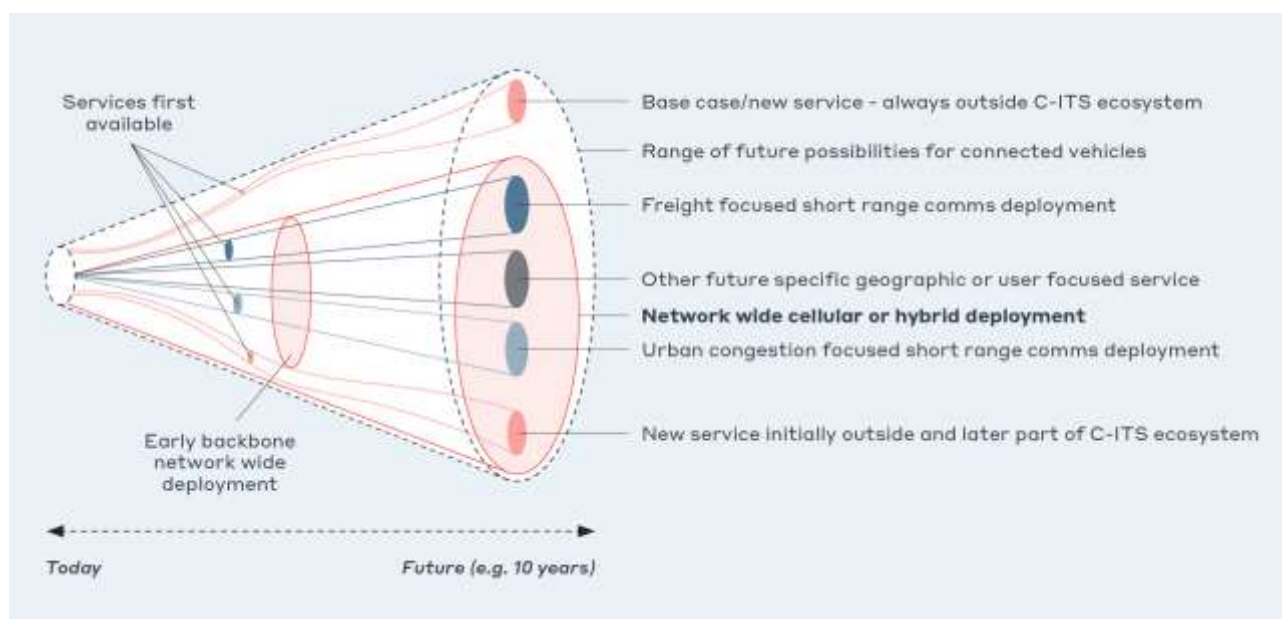 Services first
available
Base case/new service - always outside C-ITS ecosystem
Range of future possibilities for connected vehicles
Freight focused short range comms deployment
Other future specific geographic or user focused service
Network wide cellular or hybrid deployment
Urban congestion focused short range comms deployment
New service initially outside and later part of C-ITS ecosystem
Early backbone
network wide
deployment
Today
Future (e.g. 10 years)